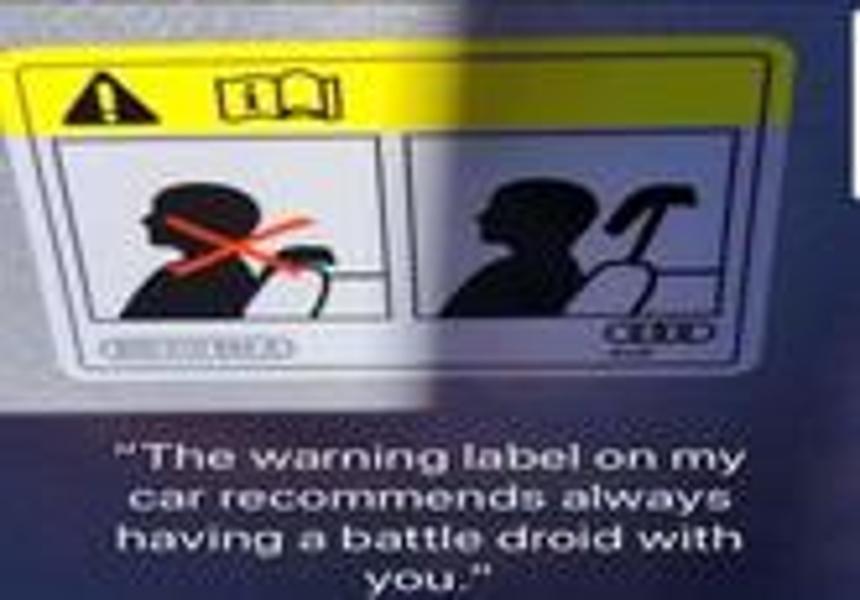 “The warning label on my
car recommends always
having a battle droid with
you.”